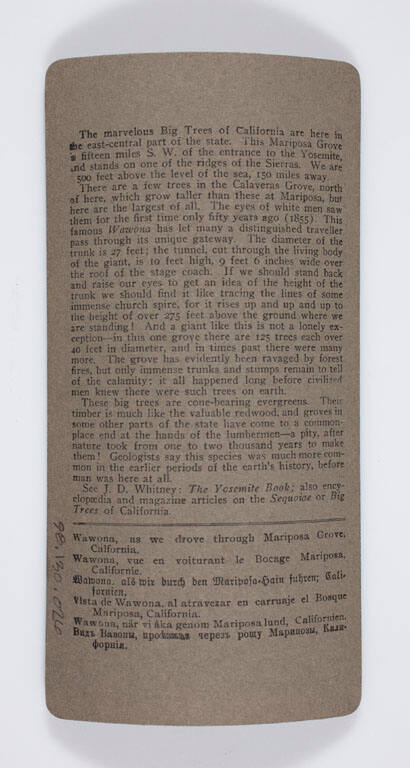 The marvelous Big Trees of California are here in
the east-central part of the state. This Mariposa Grove
is fifteen miles S. W. of the entrance to the Yosemite,
and stands on one of the ridges of the Sierras. We are
500 feet above the level of the sea, 150 miles away.
There are a few trees in the Calaveras Grove, north
of here, which grow taller than these at Mariposa, but
here are the largest of all. The eyes of white men saw
them for the first time only fifty years ago (1855). This
famous Wawona has let many a distinguished traveller
pass through its unique gateway. The diameter of the
trunk is 27 feet; the tunnel, cut through the living body
of the giant, is 10 feet high, 9 feet 6 inches wide over
the roof of the stage coach. If we should stand back
and raise our eyes to get an idea of the height of the
trunk we should find it like tracing the lines of some
immense church spire, for it rises up and up and up to
the height of over 275 feet above the ground where we
are standing! And a giant like this is not a lonely ex-
ception—in this one grove there are 125 trees each over
40 feet in diameter, and in times past there were many
more. The grove has evidently been ravaged by forest
fires, but only immense trunks and stumps remain to tell
of the calamity; it all happened long before civilized
men knew there were such trees on earth.
These big trees are cone-bearing evergreens. Their
timber is much like the valuable redwood, and groves in
some other parts of the state have come to a common-
place end at the hands of the lumbermen—a pity, after
nature took from one to two thousand years to make
them! Geologists say this species was much more com-
mon in the earlier periods of the earth's history, before
man was here at all.
See J. D. Whitney: The Yosemite Book; also ency-
clopædia and magazine articles on the Sequoiae or Big
Trees of California.
Wawona, as we drove through Mariposa Grove,
Calfornia.
Wawona, vue en voiturant le Bocage Mariposa,
Californie.
Wawona, als wir durch den Mariposa-Hain fuhren; Cali-
fornien.
Vista de Wawona, al atravezar en carruaje el Bosque
Mariposa, California.
Wawona, när vi åka genom Mariposa lund, Californien.
Видъ Вавоны, проѣзжая черезъ рощу Марипозы, Кали-
форнія.